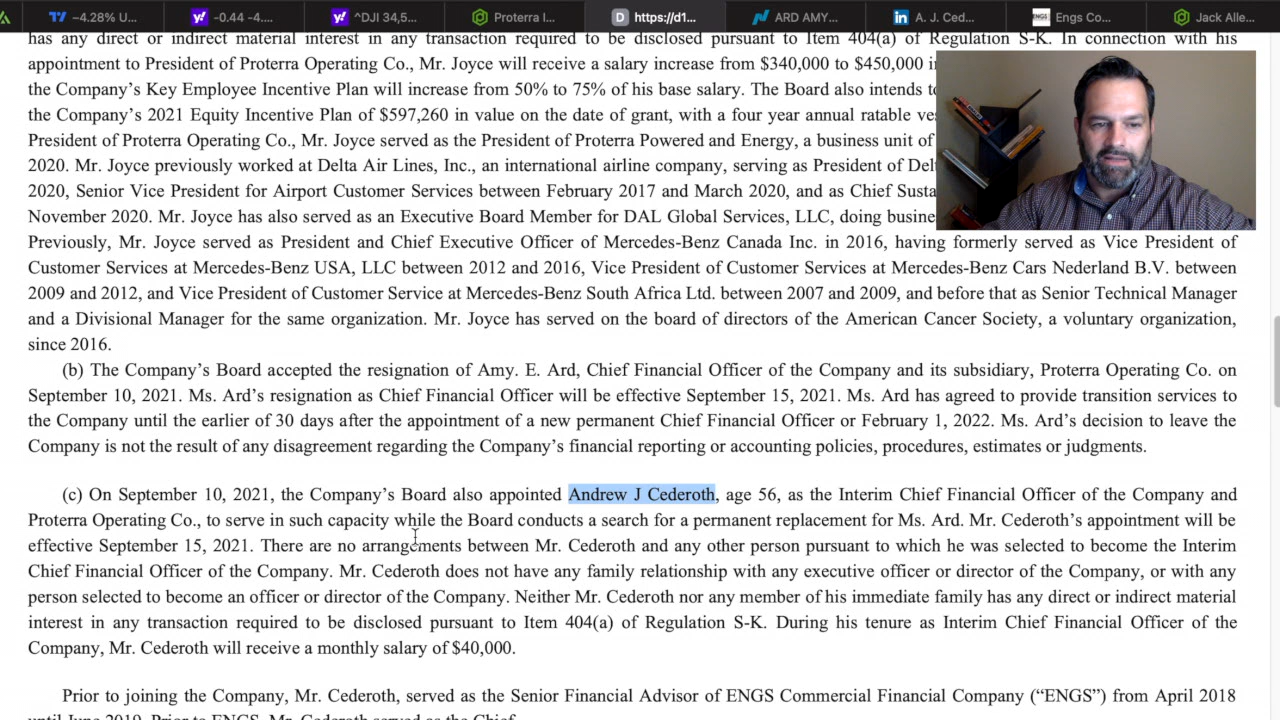 −4.28% U...
-0.44 -4....
^DJI 34,5...
Proterra I...
https://d1...
ARD AMY...
A. J. Ced...
Engs Co...
Jack Alle...
has any direct or indirect material interest in any transaction required to be disclosed pursuant to Item 404(a) of Regulation S-K. In connection with his
appointment to President of Proterra Operating Co., Mr. Joyce will receive a salary increase from $340,000 to $450,000
the Company’s Key Employee Incentive Plan will increase from 50% to 75% of his base salary. The Board also intends
the Company’s 2021 Equity Incentive Plan of $597,260 in value on the date of grant, with a four year annual ratable
President of Proterra Operating Co., Mr. Joyce served as the President of Proterra Powered and Energy, a business unit of
2020. Mr. Joyce previously worked at Delta Air Lines, Inc., an international airline company, serving as President of
2020, Senior Vice President for Airport Customer Services between February 2017 and March 2020, and as Chief
November 2020. Mr. Joyce has also served as an Executive Board Member for DAL Global Services, LLC, doing
Previously, Mr. Joyce served as President and Chief Executive Officer of Mercedes-Benz Canada Inc. in 2016, having formerly served as Vice President of
Customer Services at Mercedes-Benz USA, LLC between 2012 and 2016, Vice President of Customer Services at Mercedes-Benz Cars Nederland B.V. between
2009 and 2012, and Vice President of Customer Service at Mercedes-Benz South Africa Ltd. between 2007 and 2009, and before that as Senior Technical Manager
and a Divisional Manager for the same organization. Mr. Joyce has served on the board of directors of the American Cancer Society, a voluntary organization,
since 2016.
(b) The Company’s Board accepted the resignation of Amy. E. Ard, Chief Financial Officer of the Company and its subsidiary, Proterra Operating Co. on
September 10, 2021. Ms. Ard’s resignation as Chief Financial Officer will be effective September 15, 2021. Ms. Ard has agreed to provide transition services to
the Company until the earlier of 30 days after the appointment of a new permanent Chief Financial Officer or February 1, 2022. Ms. Ard’s decision to leave the
Company is not the result of any disagreement regarding the Company’s financial reporting or accounting policies, procedures, estimates or judgments.
(c) On September 10, 2021, the Company’s Board also appointed Andrew J Cederoth, age 56, as the Interim Chief Financial Officer of the Company and
Proterra Operating Co., to serve in such capacity while the Board conducts a search for a permanent replacement for Ms. Ard. Mr. Cederoth’s appointment will be
effective September 15, 2021. There are no arrangements between Mr. Cederoth and any other person pursuant to which he was selected to become the Interim
Chief Financial Officer of the Company. Mr. Cederoth does not have any family relationship with any executive officer or director of the Company, or with any
person selected to become an officer or director of the Company. Neither Mr. Cederoth nor any member of his immediate family has any direct or indirect material
interest in any transaction required to be disclosed pursuant to Item 404(a) of Regulation S-K. During his tenure as Interim Chief Financial Officer of the
Company, Mr. Cederoth will receive a monthly salary of $40,000.
Prior to joining the Company, Mr. Cederoth, served as the Senior Financial Advisor of ENGS Commercial Financial Company (“ENGS”) from April 2018
until June 2019. Prior to ENGS, Mr. Cederoth served as the Chief